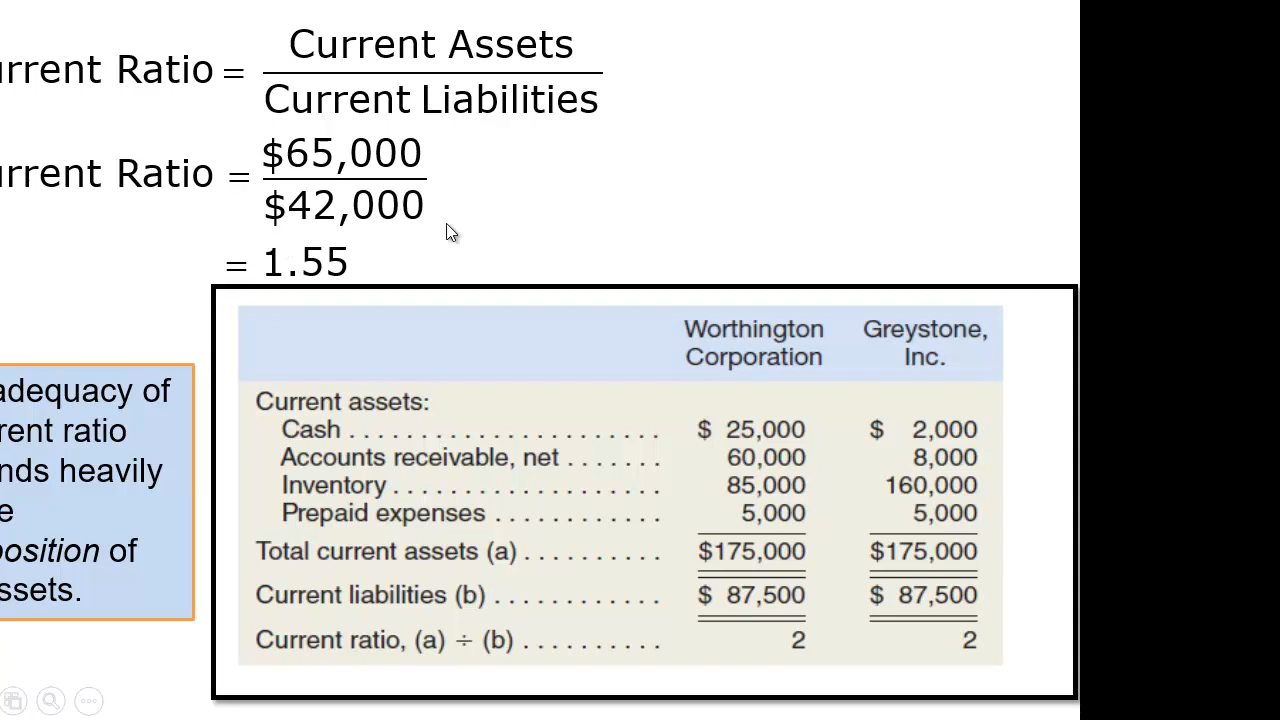 urrent Ratio = Current Assets
Current Liabilities
urrent Ratio = $65,000
$42,000
= 1.55
adequacy of
rent ratio
nds heavily
e
position of
ssets.
Worthington Greystone,
Corporation Inc.
Current assets:
Cash . . . . . . . . . . . . . . . . . . . . . . $ 25,000 $ 2,000
Accounts receivable, net . . . . . . . 60,000 8,000
Inventory . . . . . . . . . . . . . . . . . . . 85,000 160,000
Prepaid expenses . . . . . . . . . . . . 5,000 5,000
Total current assets (a) . . . . . . . . . . $175,000 $175,000
Current liabilities (b) . . . . . . . . . . . . $ 87,500 $ 87,500
Current ratio, (a) ÷ (b) . . . . . . . . . . 2 2